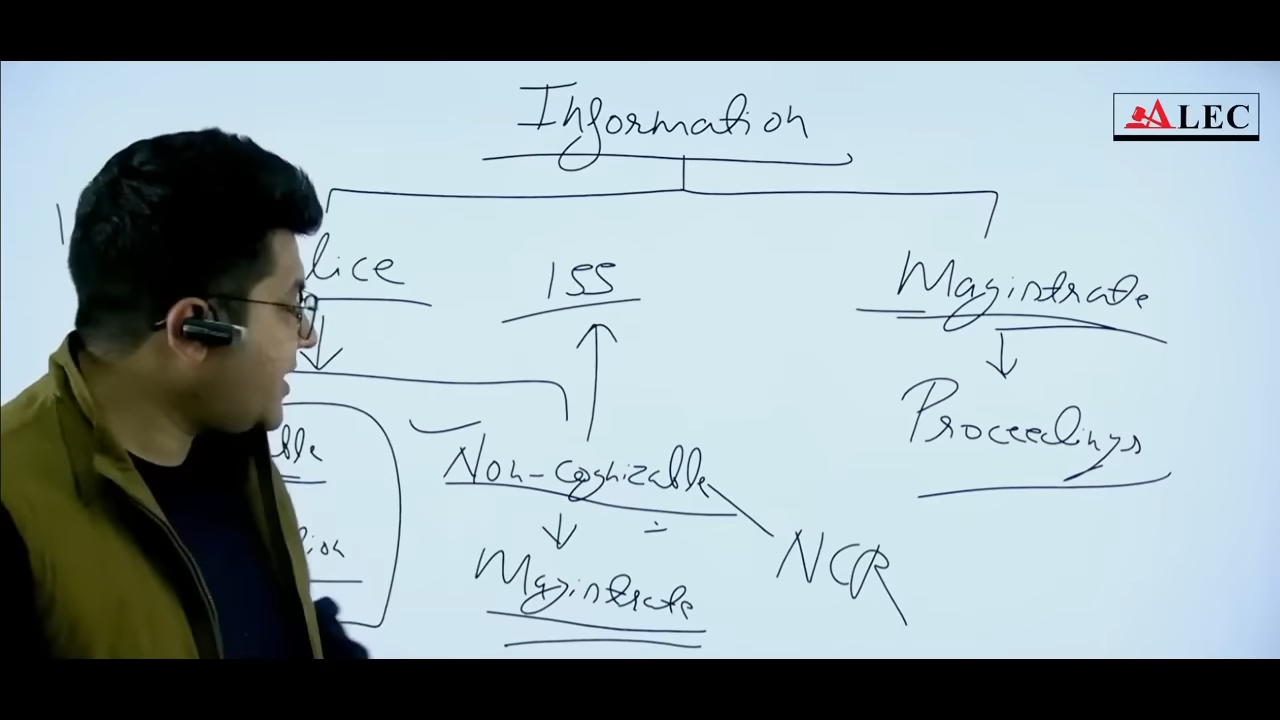 Information
ALEC
lice
155
Magistrate
Proceedings
Non-cognizable
NCR
Magistrate